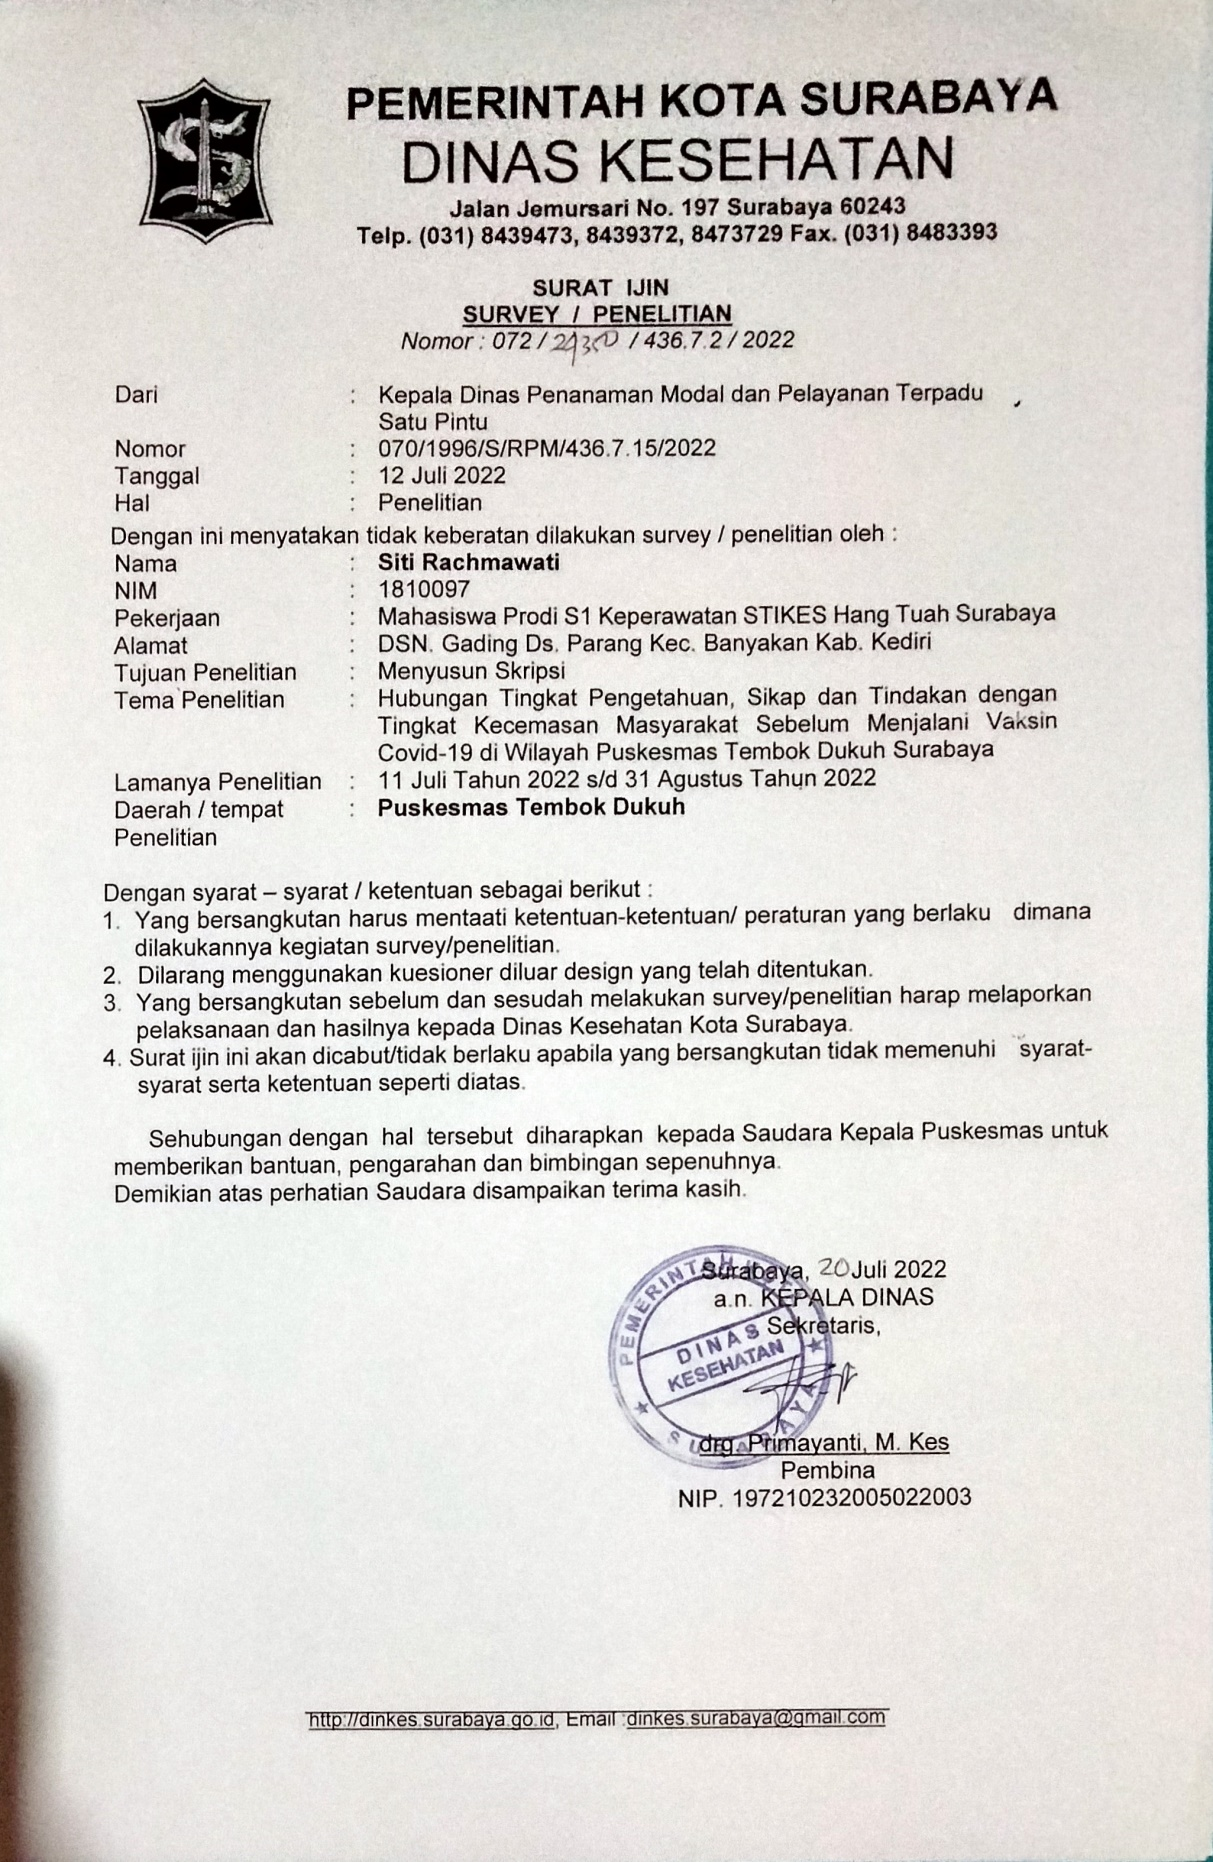 PEMERINTAH KOTA SURABAYA
DINAS KESEHATAN
Jalan Jemursari No. 197 Surabaya 60243
Telp. (031) 8439473, 8439372, 8473729 Fax. (031) 8483393
SURAT IJIN
SURVEY / PENELITIAN
Nomor : 072 / / 436.7.2 / 2022
Dari : Kepala Dinas Penanaman Modal dan Pelayanan Terpadu
Satu Pintu
Nomor : 070/1996/S/RPM/436.7.15/2022
Tanggal : 12 Juli 2022
Hal : Penelitian
Dengan ini menyatakan tidak keberatan dilakukan survey / penelitian oleh :
Nama : Siti Rachmawati
NIM : 1810097
Pekerjaan : Mahasiswa Prodi S1 Keperawatan STIKES Hang Tuah Surabaya
Alamat : DSN. Gading Ds. Parang Kec. Banyakan Kab. Kediri
Tujuan Penelitian : Menyusun Skripsi
Tema Penelitian : Hubungan Tingkat Pengetahuan, Sikap dan Tindakan dengan
Tingkat Kecemasan Masyarakat Sebelum Menjalani Vaksin
Covid-19 di Wilayah Puskesmas Tembok Dukuh Surabaya
Lamanya Penelitian : 11 Juli Tahun 2022 s/d 31 Agustus Tahun 2022
Daerah / tempat : Puskesmas Tembok Dukuh
Penelitian
Dengan syarat – syarat / ketentuan sebagai berikut :
1. Yang bersangkutan harus mentaati ketentuan-ketentuan/ peraturan yang berlaku dimana
dilakukannya kegiatan survey/penelitian.
2. Dilarang menggunakan kuesioner diluar design yang telah ditentukan.
3. Yang bersangkutan sebelum dan sesudah melakukan survey/penelitian harap melaporkan
pelaksanaan dan hasilnya kepada Dinas Kesehatan Kota Surabaya.
4. Surat ijin ini akan dicabut/tidak berlaku apabila yang bersangkutan tidak memenuhi syarat-
syarat serta ketentuan seperti diatas.
Sehubungan dengan hal tersebut diharapkan kepada Saudara Kepala Puskesmas untuk
memberikan bantuan, pengarahan dan bimbingan sepenuhnya.
Demikian atas perhatian Saudara disampaikan terima kasih.
Surabaya, 20 Juli 2022
a.n. KEPALA DINAS
Sekretaris,
PEMERINTAH KOTA
DINAS
KESEHATAN
SURABAYA
drg. Primayanti, M. Kes
Pembina
NIP. 197210232005022003
http://dinkes.surabaya.go.id, Email :dinkes.surabaya@gmail.com